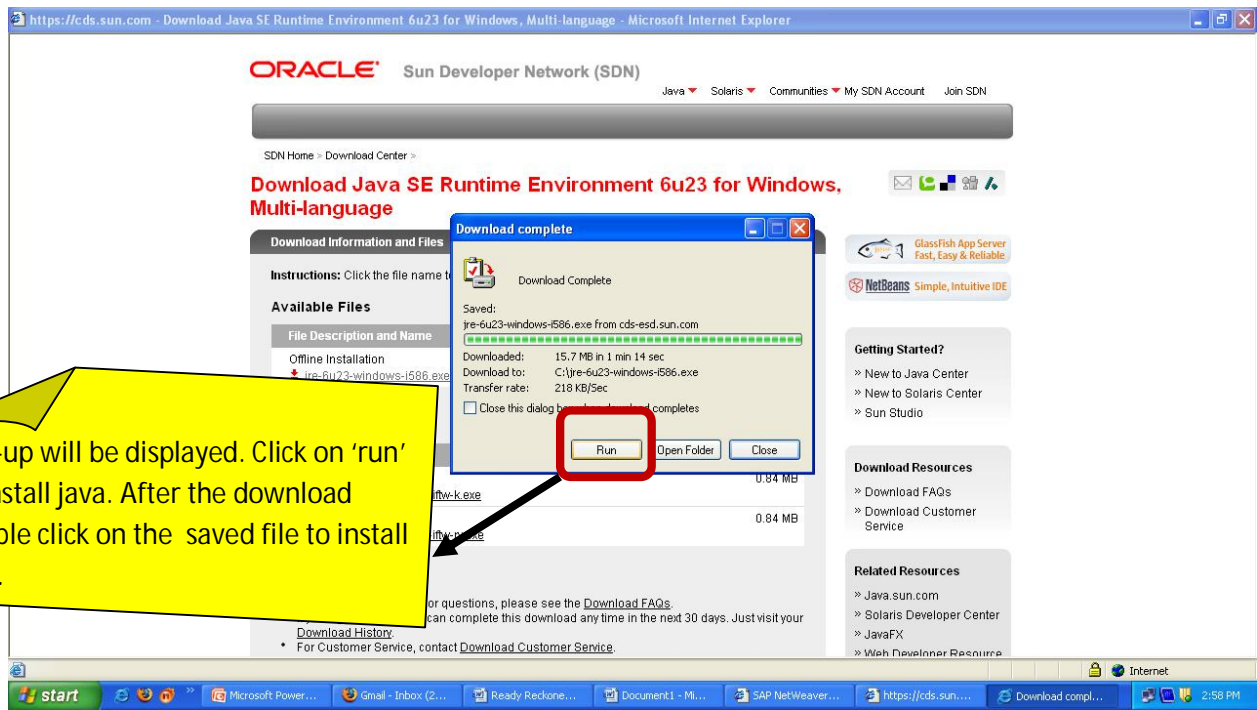 https://cds.sun.com - Download Java SE Runtime Environment 6u23 for Windows, Multi-language - Microsoft Internet Explorer
ORACLE Sun Developer Network (SDN)
Java Solaris Communities My SDN Account Join SDN
SDN Home > Download Center >
Download Java SE Runtime Environment 6u23 for Windows,
Multi-language
Download Information and Files
Instructions: Click the file name
Available Files
File Description and Name
Offline Installation
jre-6u23-windows-i586.exe
Download complete
Download Complete
Saved:
jre-6u23-windows-i586.exe from cds-esd.sun.com
Downloaded: 15.7 MB in 1 min 14 sec
Download to: C:\jre-6u23-windows-i586.exe
Transfer rate: 218 KB/Sec
Close this dialog completes
Run Open Folder Close
0.84 MB
iftw-k.exe
0.84 MB
-up will be displayed. Click on ‘run’
nstall java. After the download
ble click on the saved file to install
.
or questions, please see the Download FAQs.
can complete this download any time in the next 30 days. Just visit your
Download History.
• For Customer Service, contact Download Customer Service.
GlassFish App Server
Fast, Easy & Reliable
NetBeans Simple, Intuitive IDE
Getting Started?
» New to Java Center
» New to Solaris Center
» Sun Studio
Download Resources
» Download FAQs
» Download Customer
Service
Related Resources
» Java.sun.com
» Solaris Developer Center
» JavaFX
» Web Developer Resource
Internet
start Microsoft Power... Gmail - Inbox (2... Ready Reckone... Document1 - Mi... SAP NetWeaver... https://cds.sun.... Download compl... 2:58 PM